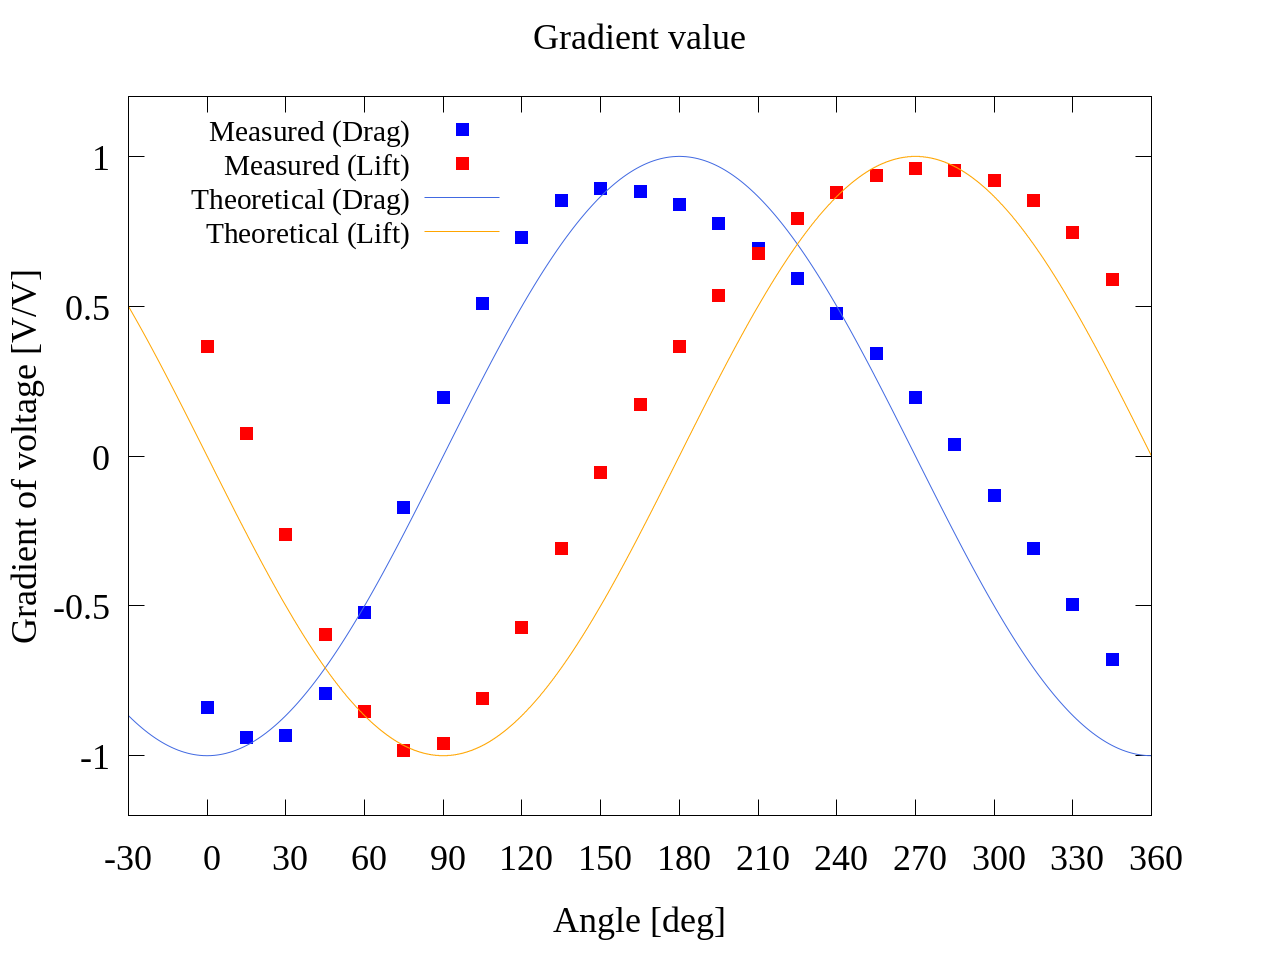 Gradient value
Measured (Drag)
Measured (Lift)
Theoretical (Drag)
Theoretical (Lift)
1
0.5
0
-0.5
-1
Gradient of voltage [V/V]
-30 0 30 60 90 120 150 180 210 240 270 300 330 360
Angle [deg]